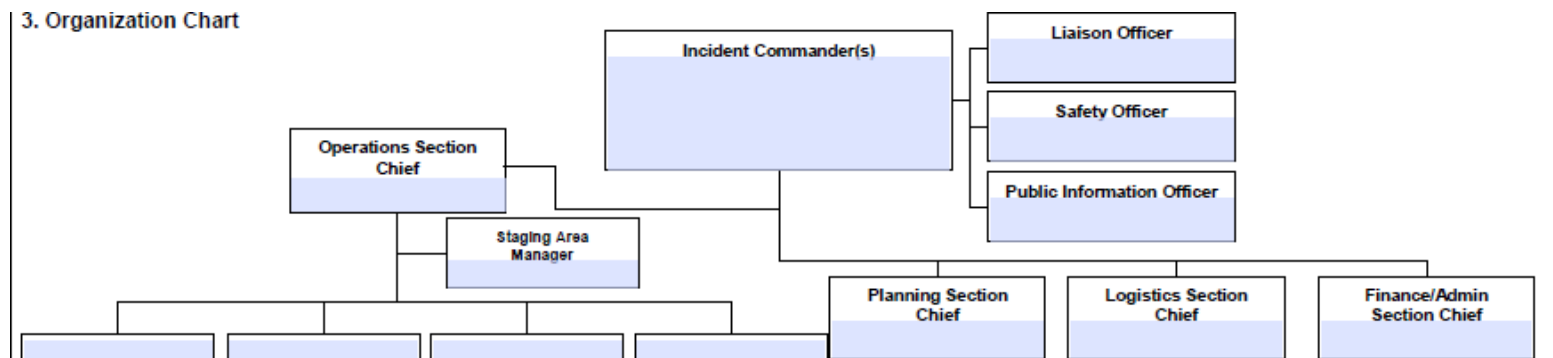 3. Organization Chart
Incident Commander(s)
Liaison Officer
Safety Officer
Public Information Officer
Operations Section
Chief
Staging Area
Manager
Planning Section
Chief
Logistics Section
Chief
Finance/Admin
Section Chief